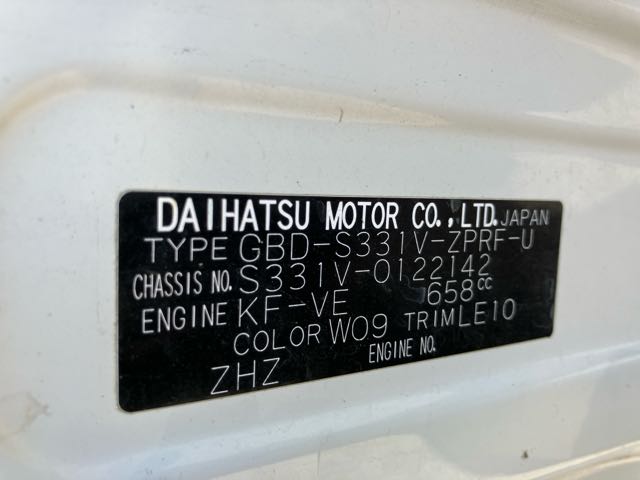 DAIHATSU MOTOR CO.,LTD. JAPAN
TYPE GBD-S331V-ZPRF-U
CHASSIS NO. S331V-0122142
ENGINE KF-VE 658cc
COLOR W09 TRIM LE10
ENGINE NO.
ZHZ